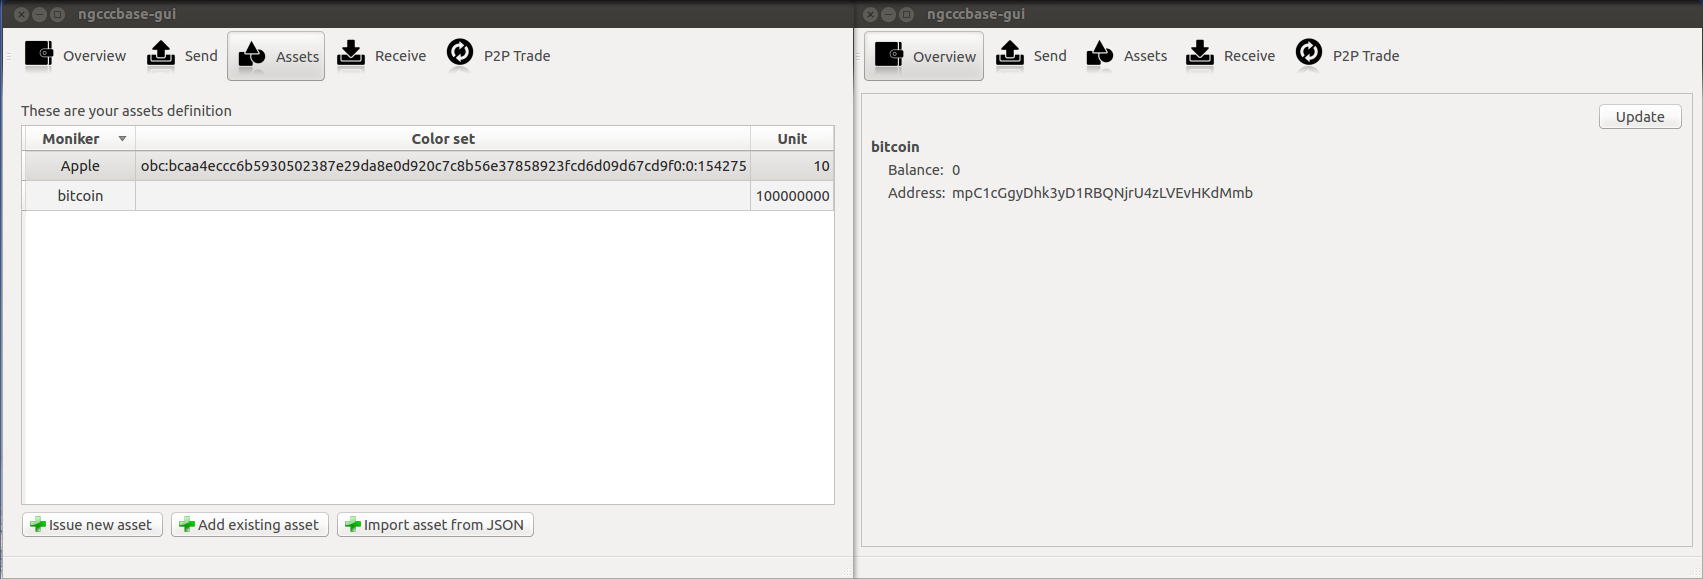 ngcccbase-gui
Overview Send Assets Receive P2P Trade
These are your assets definition
Moniker Color set Unit
Apple obc:bcaa4eccc6b5930502387e29da8e0d920c7c8b56e37858923fcd6d09d67cd9f0:0:154275 10
bitcoin 100000000
Issue new asset Add existing asset Import asset from JSON
ngcccbase-gui
Overview Send Assets Receive P2P Trade
Update
bitcoin
Balance: 0
Address: mpC1cGgyDhk3yD1RBQNjrU4zLVEvHKdMmb